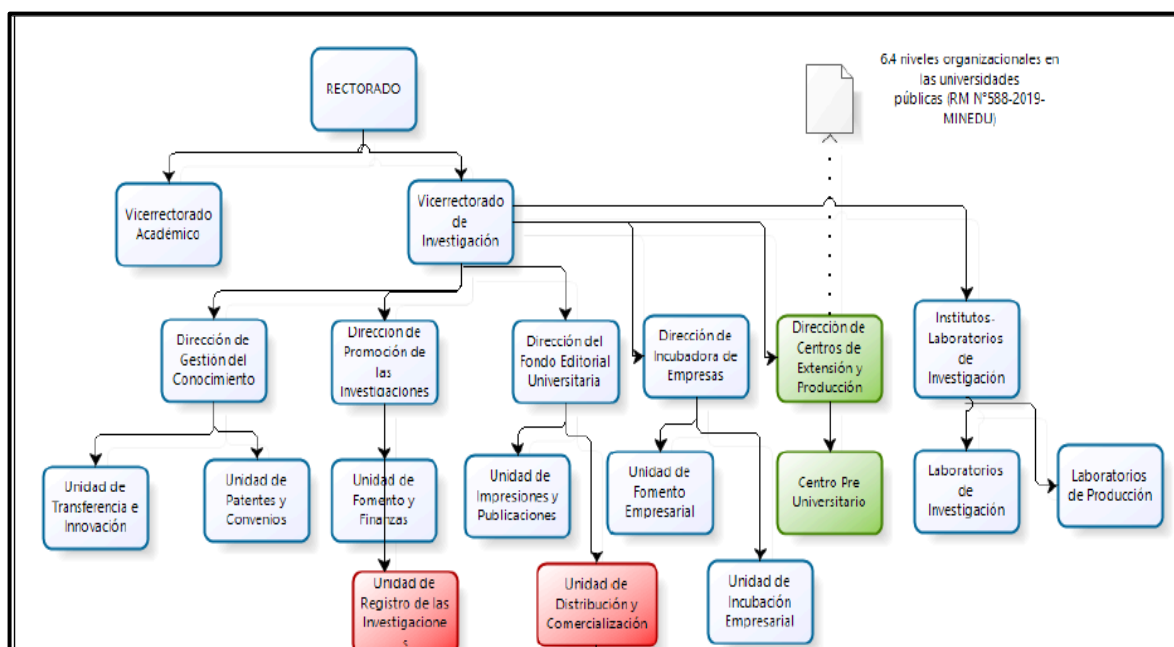 RECTORADO
6.4 niveles organizacionales en
las universidades
públicas (RM N°588-2019-
MINEDU)
Vicerrectorado
Académico
Vicerrectorado
de
Investigación
Dirección de
Gestión del
Conocimiento
Dirección de
Promoción de
las
Investigaciones
Dirección del
Fondo Editorial
Universitaria
Dirección de
Incubadora de
Empresas
Dirección de
Centros de
Extensión y
Producción
Institutos-
Laboratorios
de
Investigación
Unidad de
Transferencia e
Innovación
Unidad de
Patentes y
Convenios
Unidad de
Fomento y
Finanzas
Unidad de
Impresiones y
Publicaciones
Unidad de
Fomento
Empresarial
Centro Pre
Universitario
Laboratorios
de
Investigación
Laboratorios
de Producción
Unidad de
Registro de las
Investigacione
s
Unidad de
Distribución y
Comercialización
Unidad de
Incubación
Empresarial